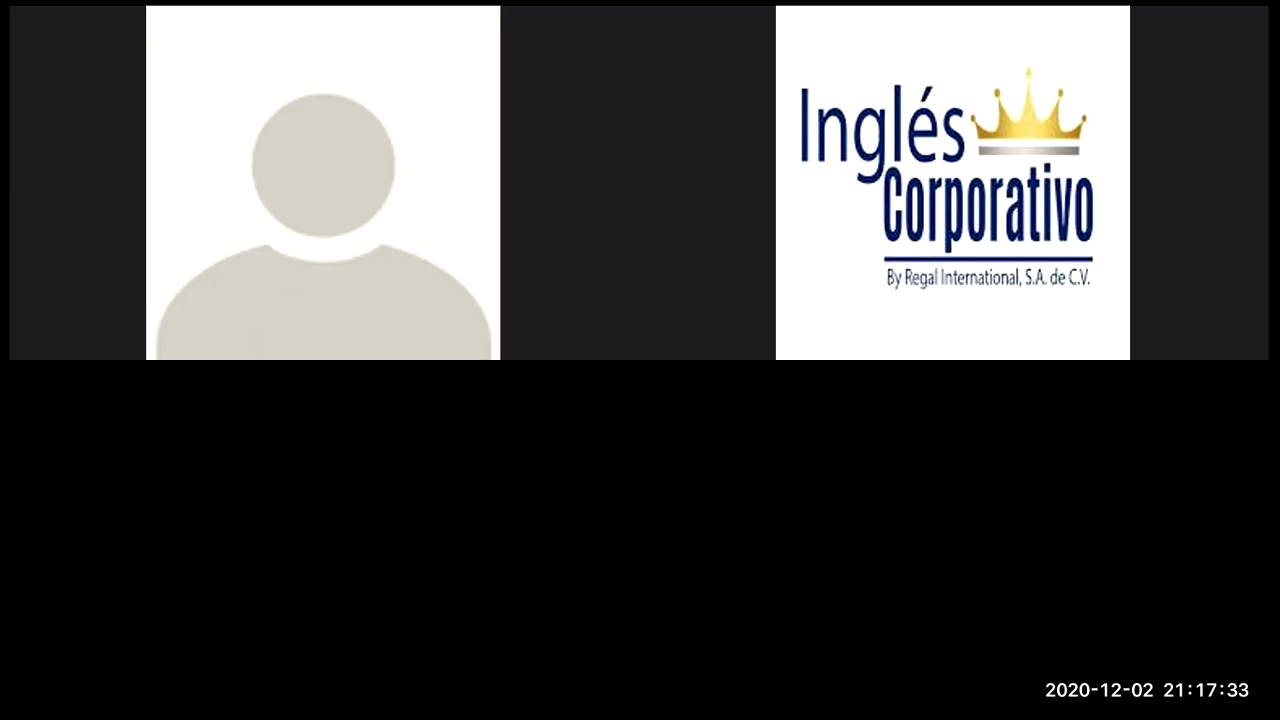 Inglés
Corporativo
By Regal International, S.A. de C.V.
2020-12-02 21:17:33